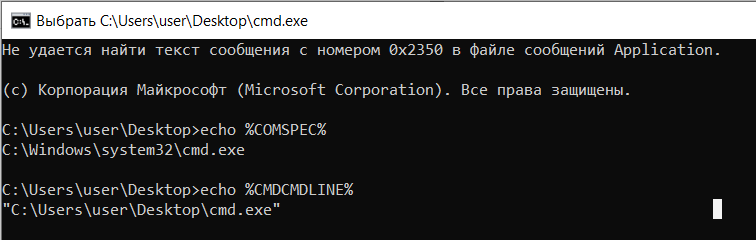 Выбрать C:\Users\user\Desktop\cmd.exe
Не удается найти текст сообщения с номером 0x2350 в файле сообщений Application.
(c) Корпорация Майкрософт (Microsoft Corporation). Все права защищены.
C:\Users\user\Desktop>echo %COMSPEC%
C:\Windows\system32\cmd.exe
C:\Users\user\Desktop>echo %CMDCMDLINE%
"C:\Users\user\Desktop\cmd.exe"